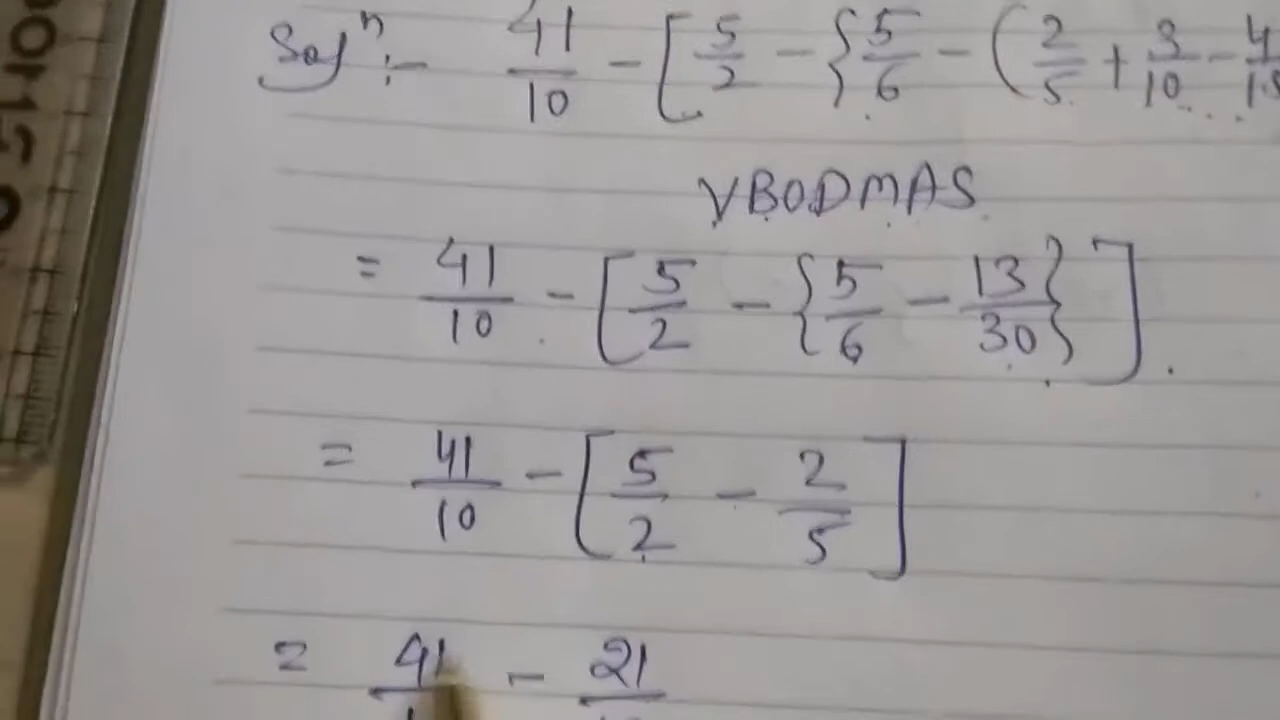 Solⁿ :- 41/10 - [5/2 - {5/6 - (2/5 + 3/10 - 4/15
VBODMAS
= 41/10 - [5/2 - {5/6 - 13/30}].
= 41/10 - [5/2 - 2/5]
= 41 - 21